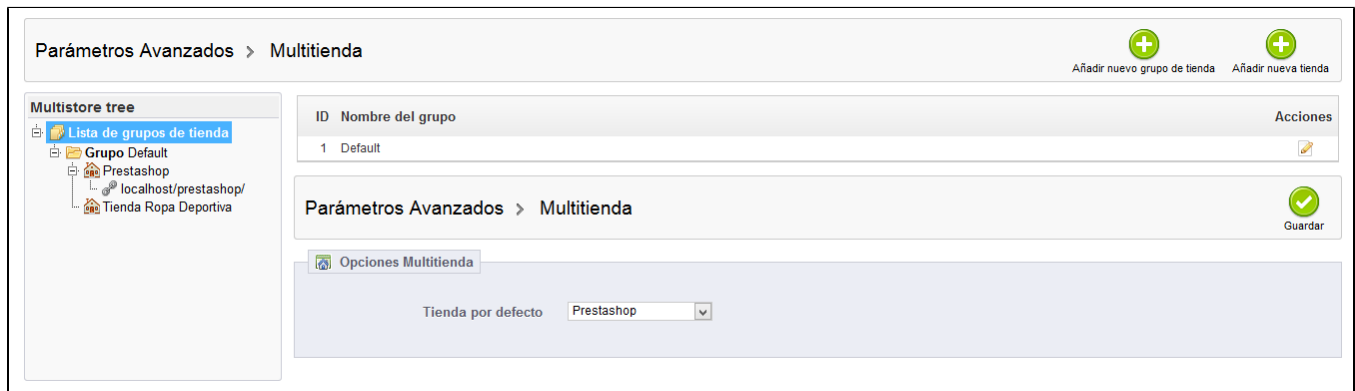 Parámetros Avanzados > Multitienda
Añadir nuevo grupo de tienda
Añadir nueva tienda
Multistore tree
Lista de grupos de tienda
Grupo Default
Prestashop
localhost/prestashop/
Tienda Ropa Deportiva
ID Nombre del grupo Acciones
1 Default
Parámetros Avanzados > Multitienda
Guardar
Opciones Multitienda
Tienda por defecto Prestashop